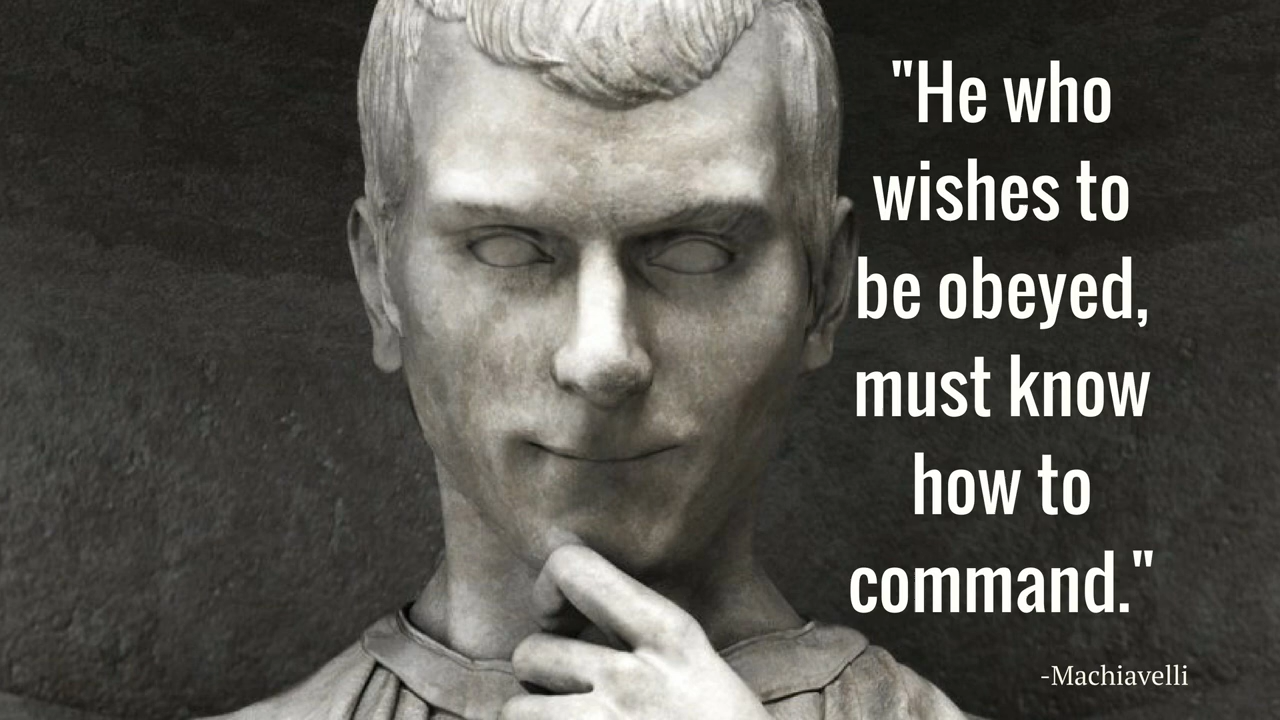 "He who
wishes to
be obeyed,
must know
how to
command."
-Machiavelli